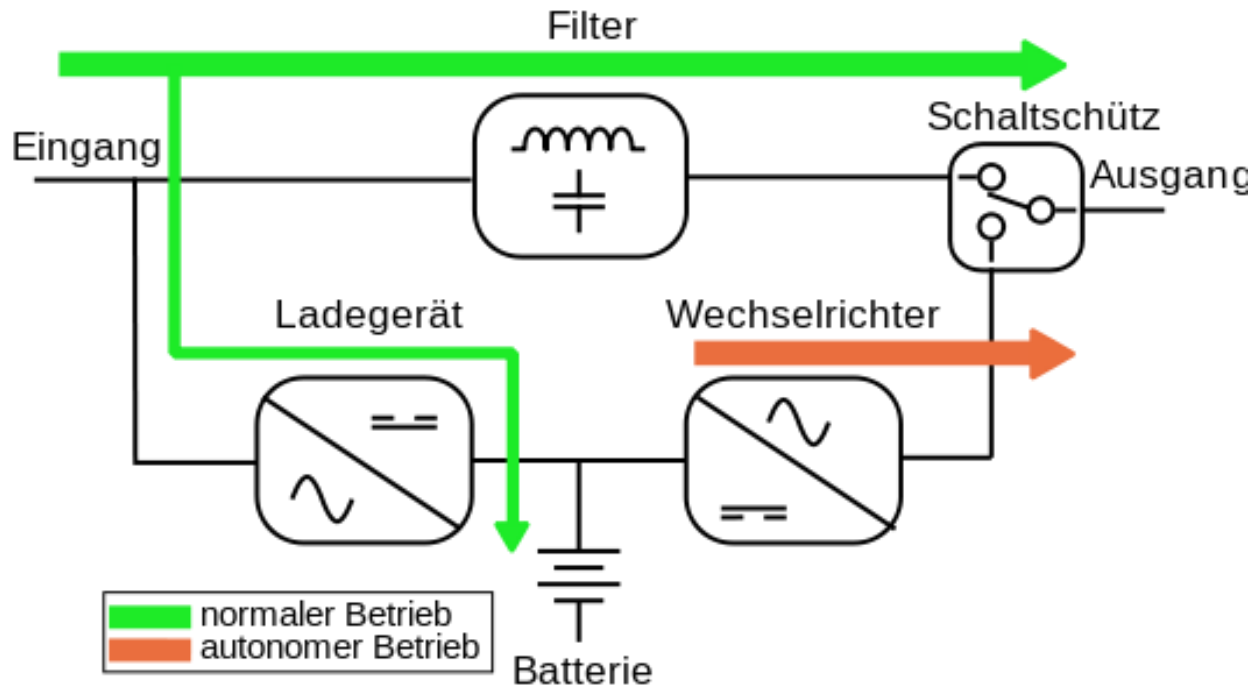 Filter
Schaltschütz
Eingang
Ausgang
Ladegerät
Wechselrichter
normaler Betrieb
autonomer Betrieb
Batterie